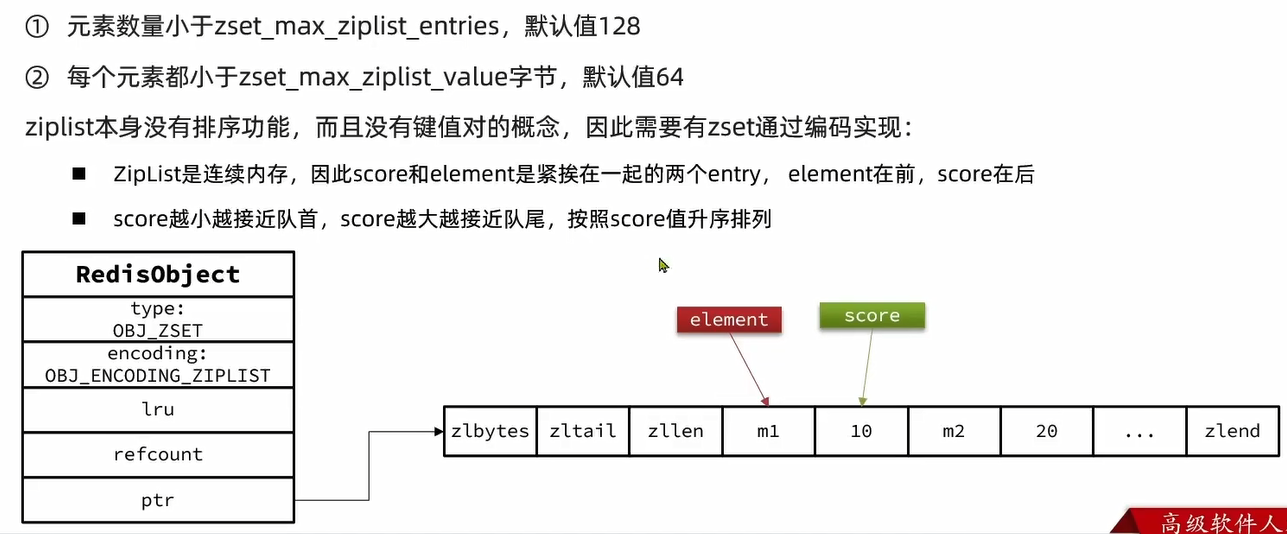 ① 元素数量小于zset_max_ziplist_entries，默认值128
② 每个元素都小于zset_max_ziplist_value字节，默认值64
ziplist本身没有排序功能，而且没有键值对的概念，因此需要有zset通过编码实现：
■ ZipList是连续内存，因此score和element是紧挨在一起的两个entry， element在前，score在后
■ score越小越接近队首，score越大越接近队尾，按照score值升序排列
RedisObject
type:
OBJ_ZSET
encoding:
OBJ_ENCODING_ZIPLIST
lru
refcount
ptr
element
score
zlbytes zltail zllen m1 10 m2 20 ... zlend
高级软件人